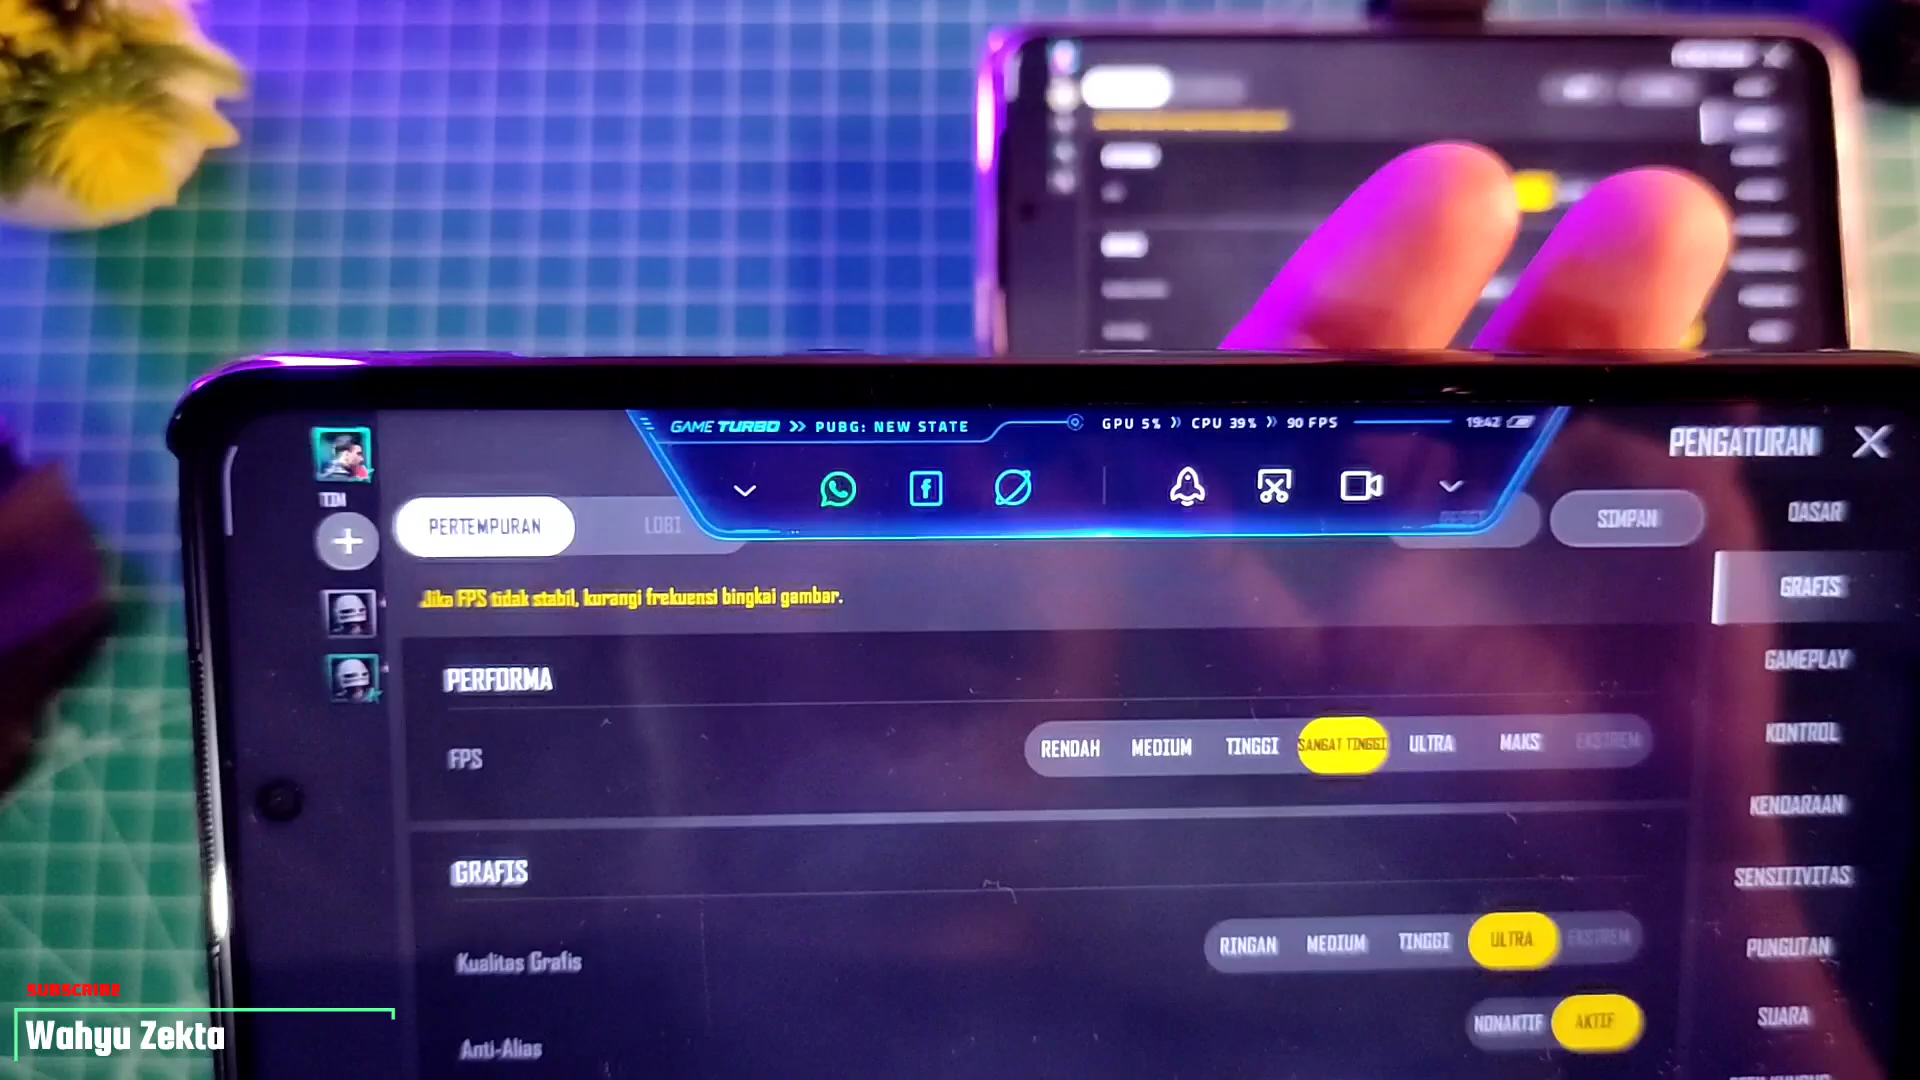 GAME TURBO >> PUBG: NEW STATE
GPU 5% >> CPU 39% >> 90 FPS
19:42
PENGATURAN
TIM
PERTEMPURAN
LOBI
SIMPAN
DASAR
Jika FPS tidak stabil, kurangi frekuensi bingkai gambar.
GRAFIS
PERFORMA
GAMEPLAY
FPS
RENDAH MEDIUM TINGGI SANGAT TINGGI ULTRA MAKS EKSTREM
KONTROL
KENDARAAN
GRAFIS
SENSITIVITAS
Kualitas Grafis
RINGAN MEDIUM TINGGI ULTRA EKSTREM
PUNGUTAN
Anti-Alias
NONAKTIF AKTIF
SUARA
SUBSCRIBE
Wahyu Zekta